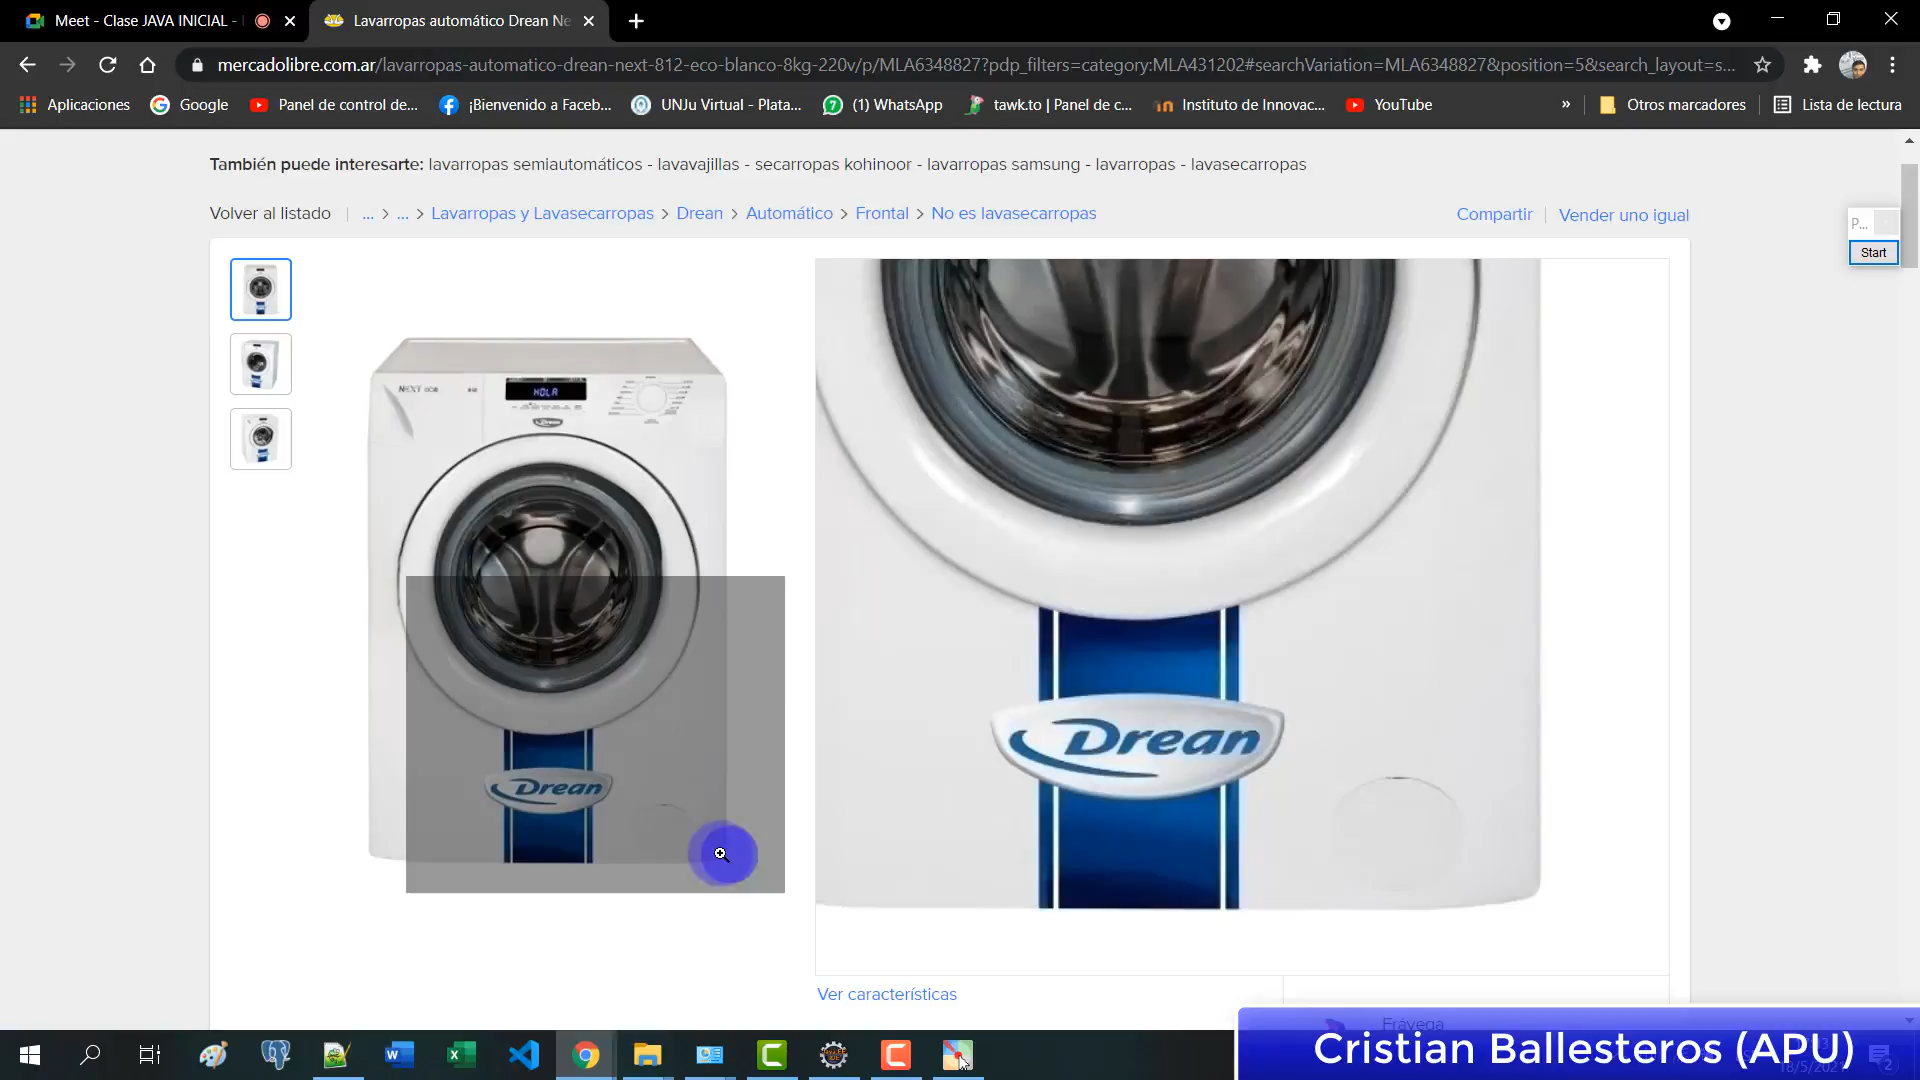 Meet - Clase JAVA INICIAL -
Lavarropas automático Drean Ne
mercadolibre.com.ar/lavarropas-automatico-drean-next-812-eco-blanco-8kg-220v/p/MLA6348827?pdp_filters=category:MLA431202#searchVariation=MLA6348827&position=5&search_layout=s...
Aplicaciones
Google
Panel de control de...
¡Bienvenido a Faceb...
UNJu Virtual - Plata...
(1) WhatsApp
tawk.to | Panel de c...
Instituto de Innovac...
YouTube
»
Otros marcadores
Lista de lectura
También puede interesarte: lavarropas semiautomáticos - lavavajillas - secarropas kohinoor - lavarropas samsung - lavarropas - lavasecarropas
Volver al listado | ... > ... > Lavarropas y Lavasecarropas > Drean > Automático > Frontal > No es lavasecarropas
Compartir
Vender uno igual
P...
Start
NEXT
HOLA
Drean
Drean
Drean
Ver características
Frávega
Cristian Ballesteros (APU)